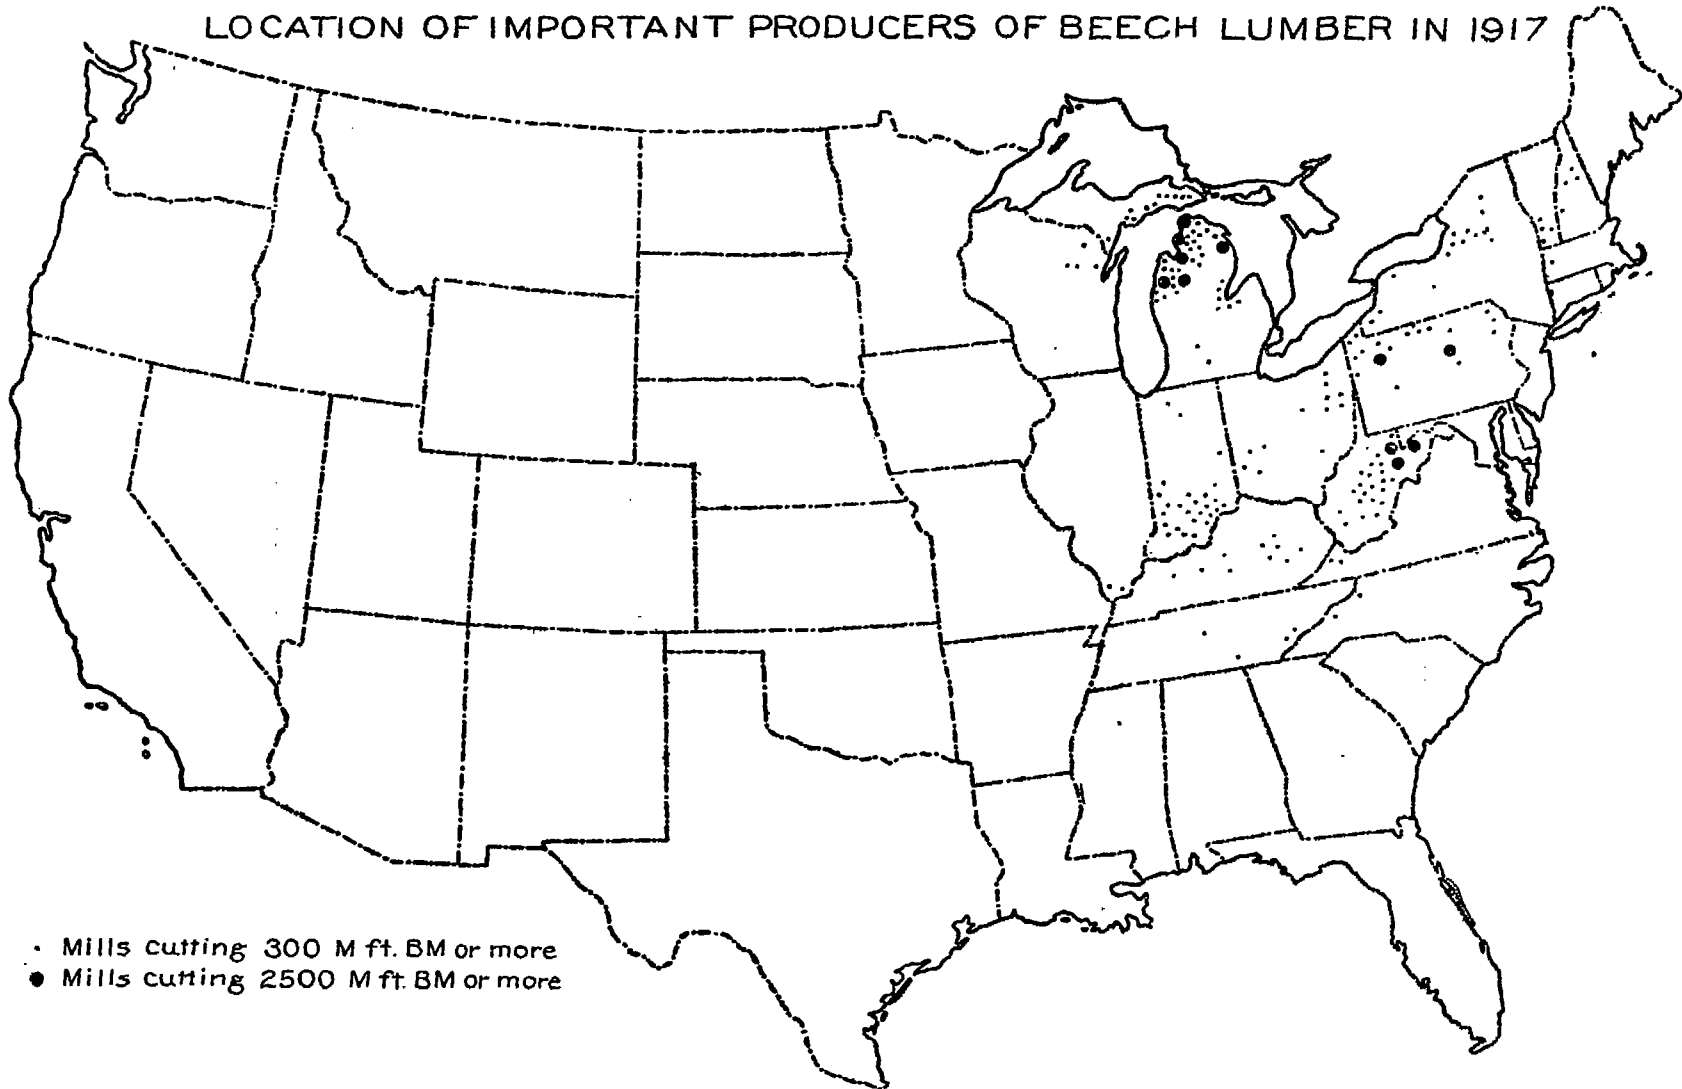 LOCATION OF IMPORTANT PRODUCERS OF BEECH LUMBER IN 1917
Mills cutting 300 M ft. BM or more
Mills cutting 2500 M ft. BM or more